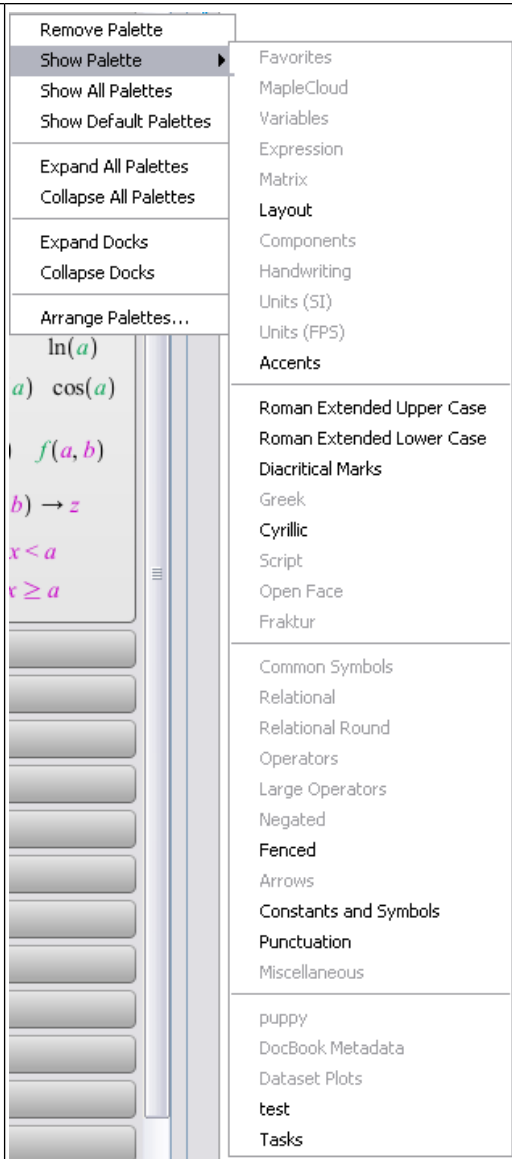 Remove Palette
Show Palette
Show All Palettes
Show Default Palettes
Expand All Palettes
Collapse All Palettes
Expand Docks
Collapse Docks
Arrange Palettes...
ln(a)
a) cos(a)
) f(a, b)
b) → z
x < a
x ≥ a
Favorites
MapleCloud
Variables
Expression
Matrix
Layout
Components
Handwriting
Units (SI)
Units (FPS)
Accents
Roman Extended Upper Case
Roman Extended Lower Case
Diacritical Marks
Greek
Cyrillic
Script
Open Face
Fraktur
Common Symbols
Relational
Relational Round
Operators
Large Operators
Negated
Fenced
Arrows
Constants and Symbols
Punctuation
Miscellaneous
puppy
DocBook Metadata
Dataset Plots
test
Tasks